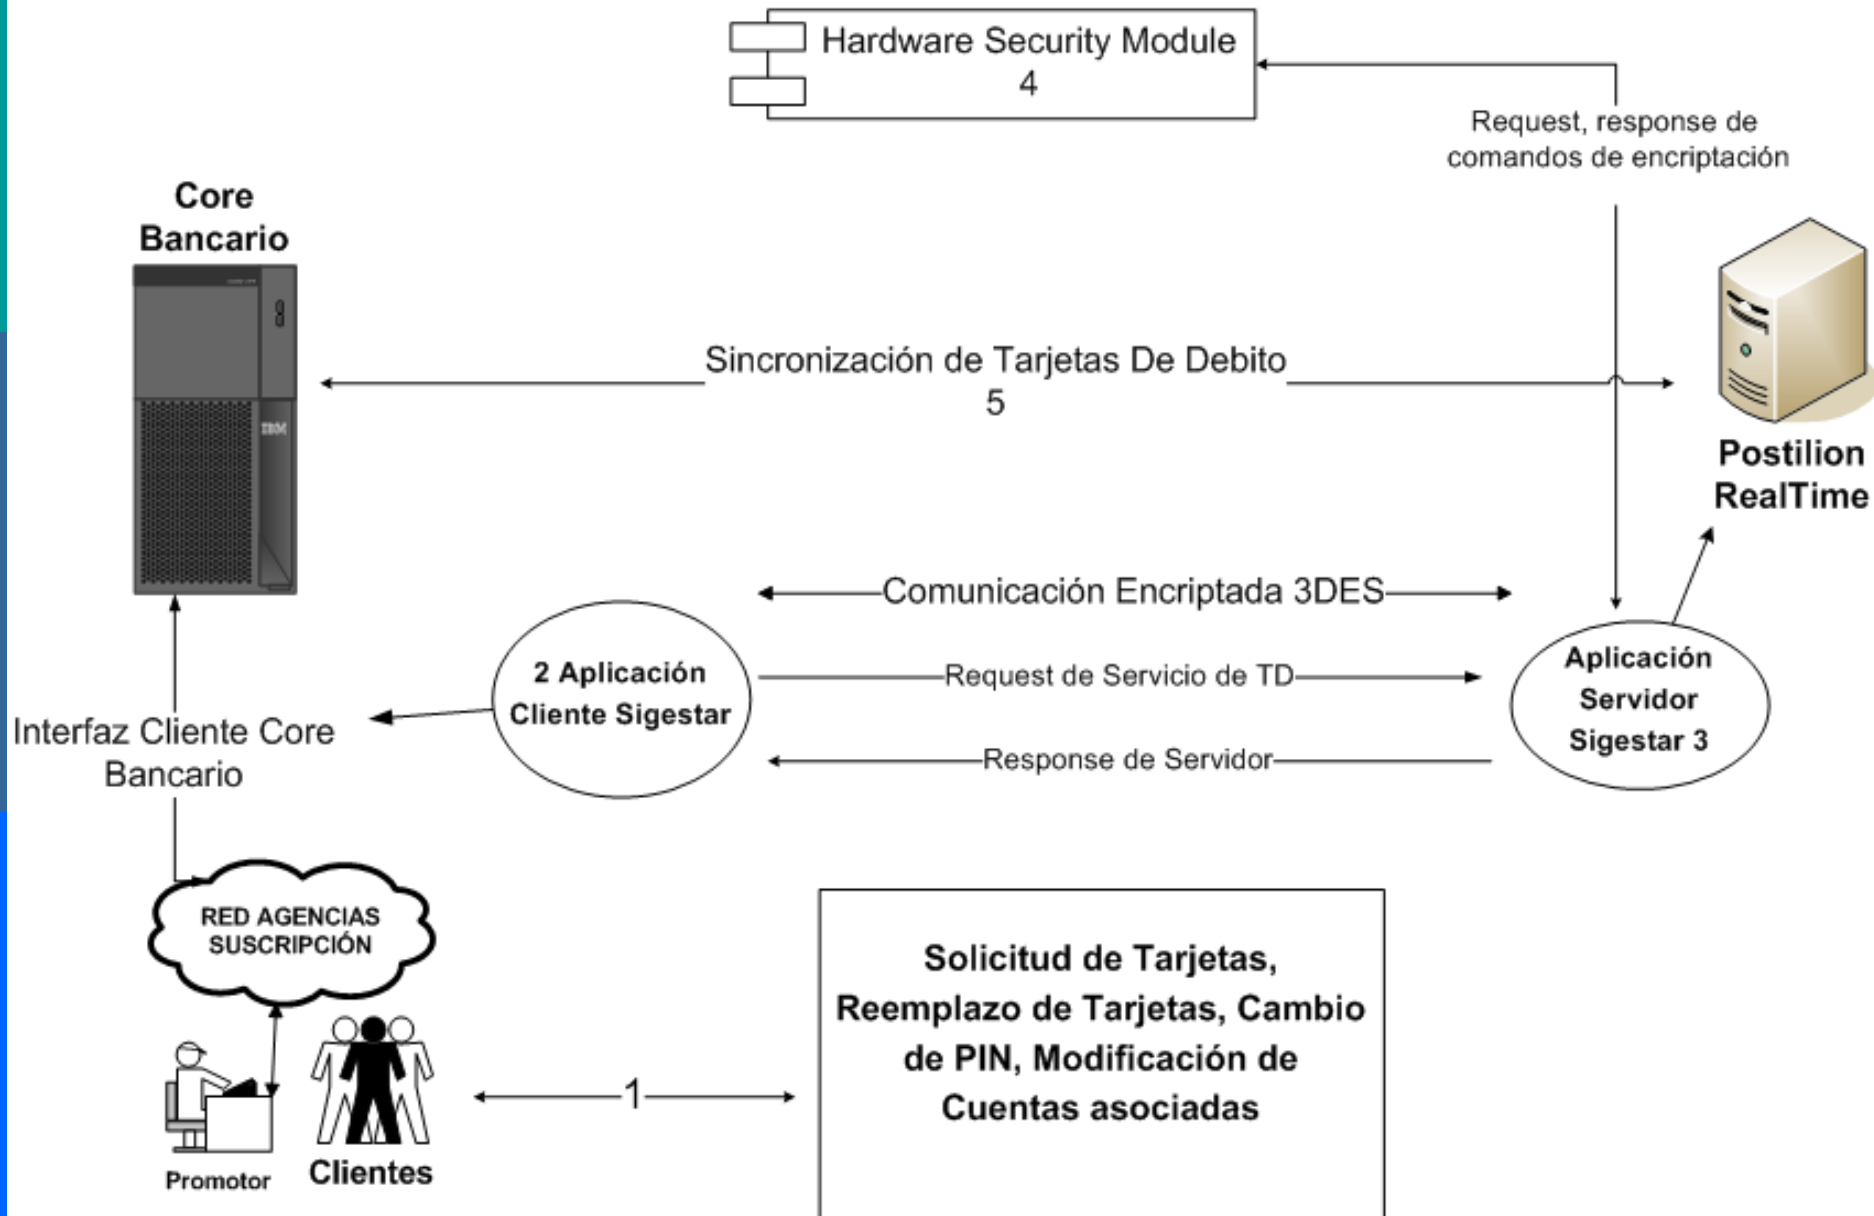 Hardware Security Module
4
Request, response de
comandos de encriptación
Core
Bancario
IBM
Sincronización de Tarjetas De Debito
5
Postilion
RealTime
Comunicación Encriptada 3DES
2 Aplicación
Cliente Sigestar
Request de Servicio de TD
Response de Servidor
Aplicación
Servidor
Sigestar 3
Interfaz Cliente Core
Bancario
RED AGENCIAS
SUSCRIPCIÓN
Solicitud de Tarjetas,
Reemplazo de Tarjetas, Cambio
de PIN, Modificación de
Cuentas asociadas
1
Promotor
Clientes